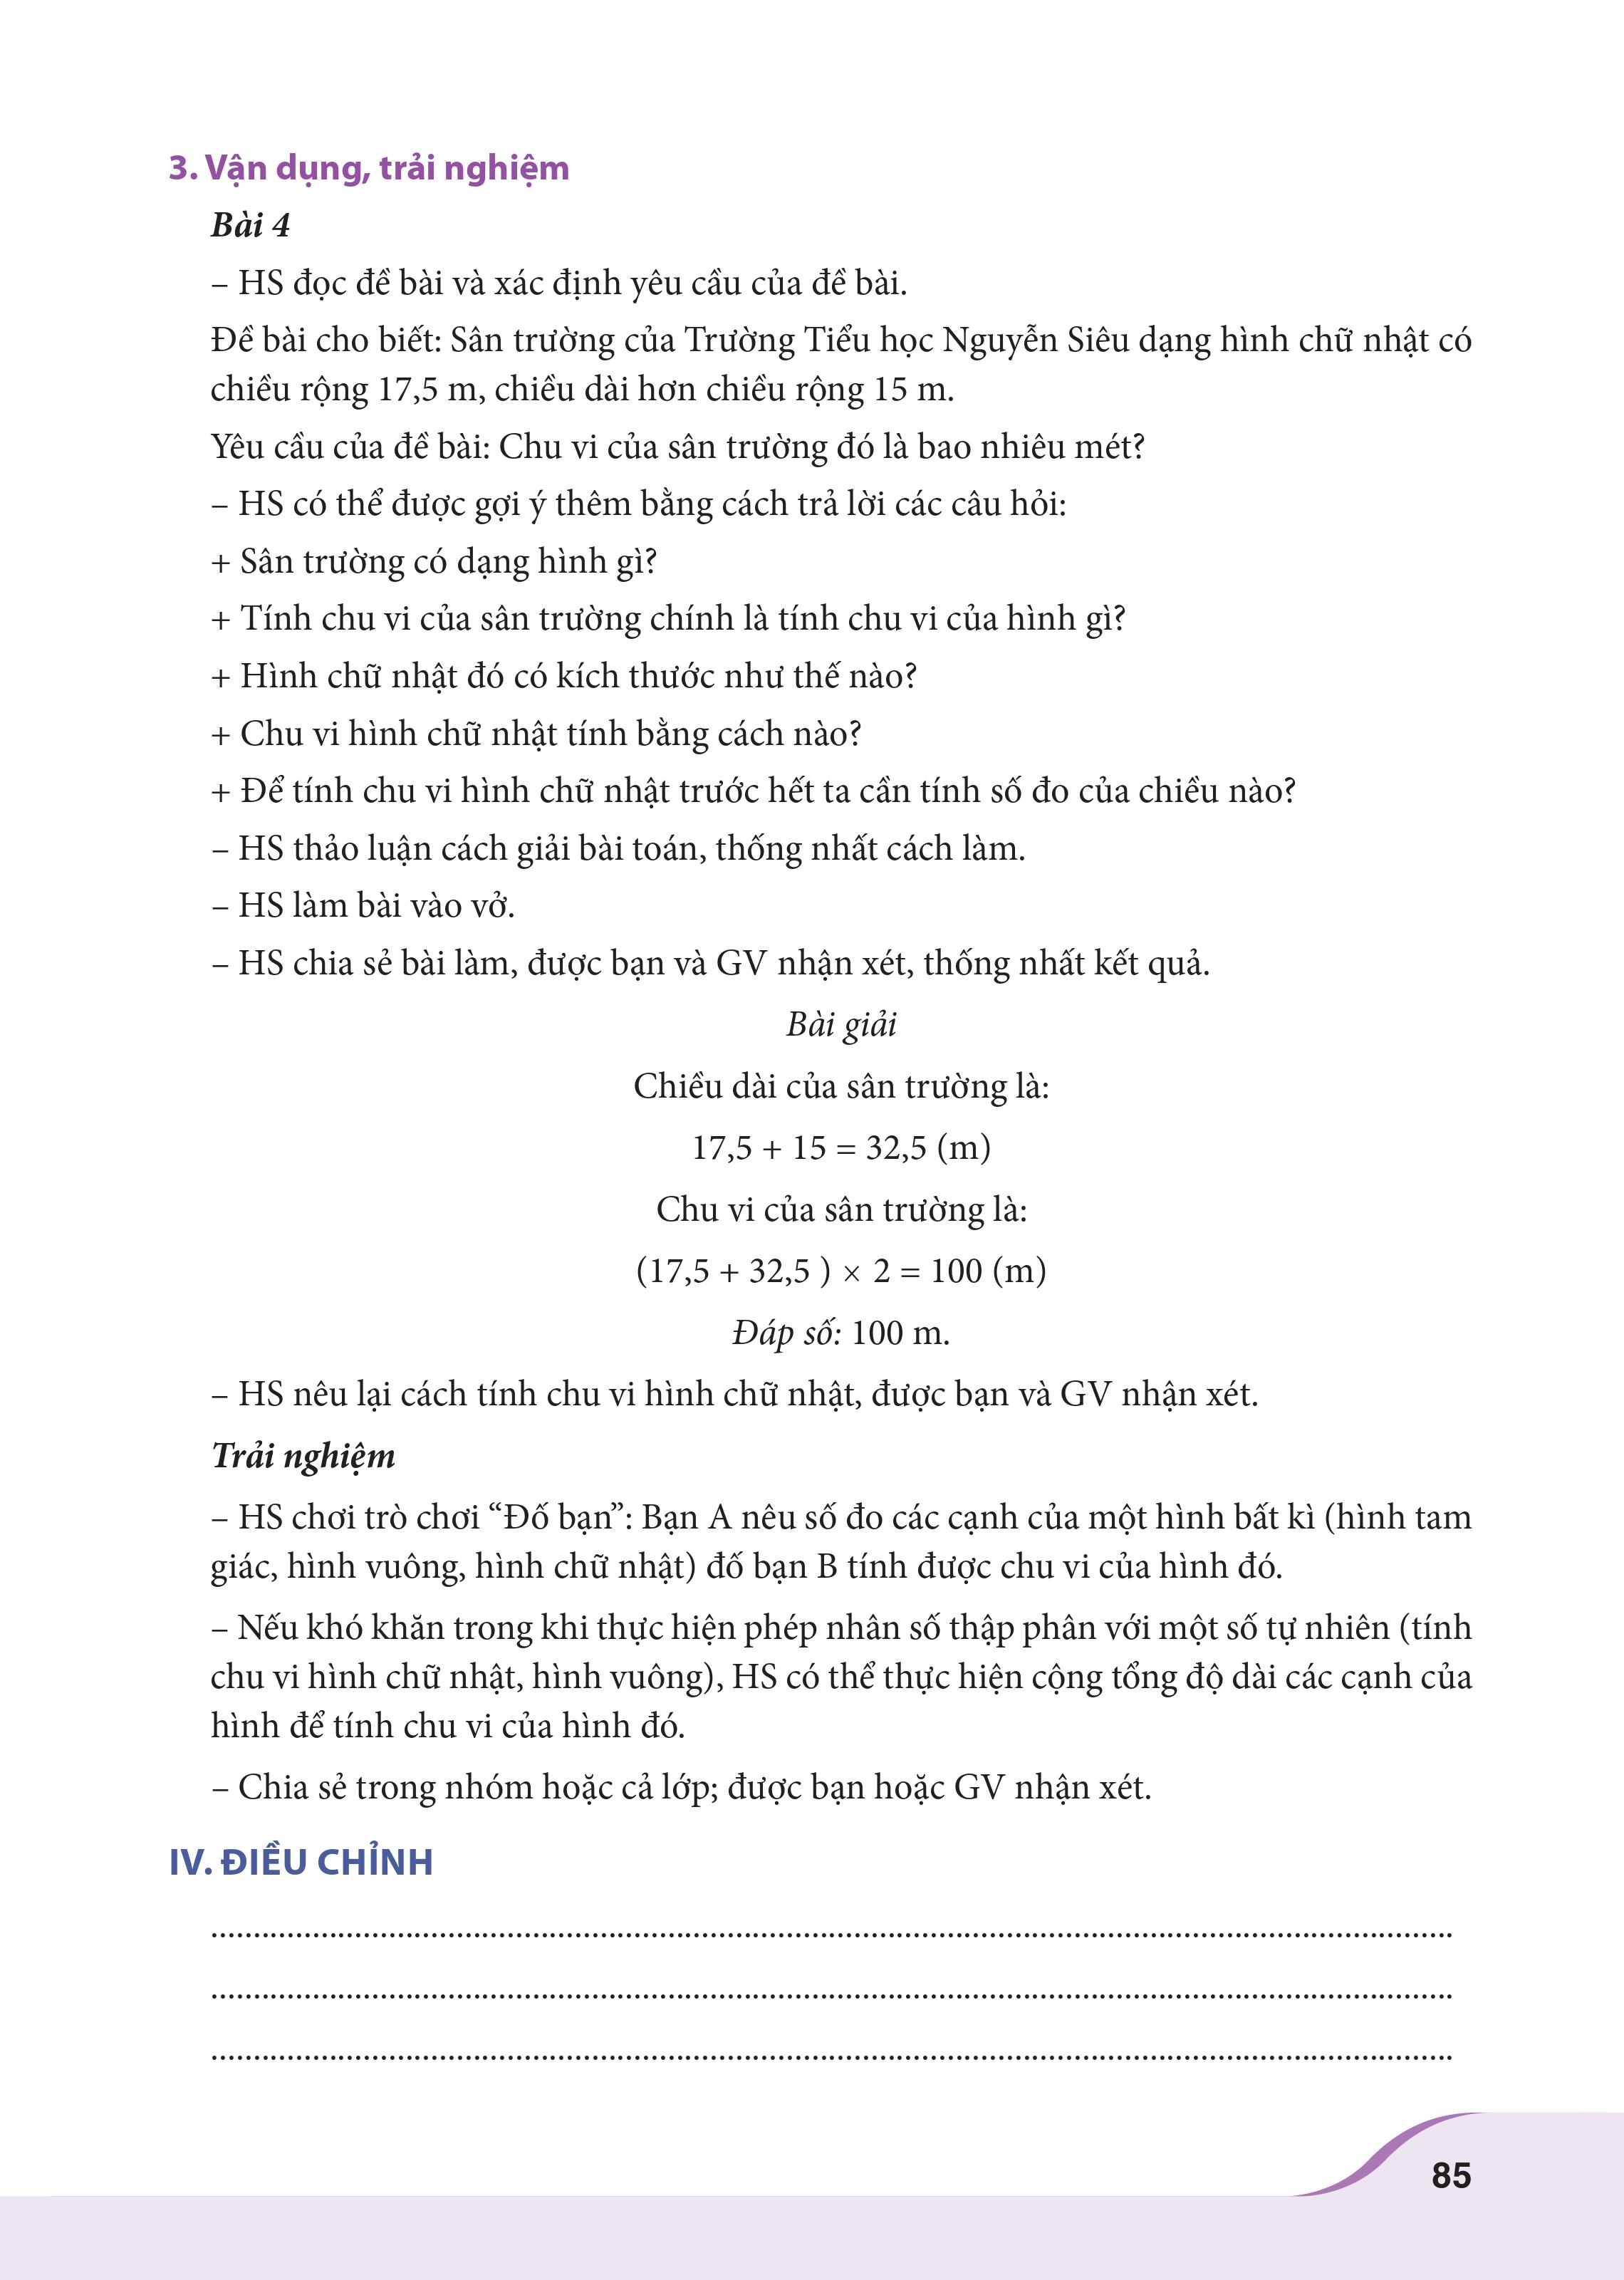 3. Vận dụng, trải nghiệm
Bài 4
– HS đọc đề bài và xác định yêu cầu của đề bài.
Đề bài cho biết: Sân trường của Trường Tiểu học Nguyễn Siêu dạng hình chữ nhật có
chiều rộng 17,5 m, chiều dài hơn chiều rộng 15 m.
Yêu cầu của đề bài: Chu vi của sân trường đó là bao nhiêu mét?
– HS có thể được gợi ý thêm bằng cách trả lời các câu hỏi:
+ Sân trường có dạng hình gì?
+ Tính chu vi của sân trường chính là tính chu vi của hình gì?
+ Hình chữ nhật đó có kích thước như thế nào?
+ Chu vi hình chữ nhật tính bằng cách nào?
+ Để tính chu vi hình chữ nhật trước hết ta cần tính số đo của chiều nào?
– HS thảo luận cách giải bài toán, thống nhất cách làm.
– HS làm bài vào vở.
– HS chia sẻ bài làm, được bạn và GV nhận xét, thống nhất kết quả.
Bài giải
Chiều dài của sân trường là:
17,5 + 15 = 32,5 (m)
Chu vi của sân trường là:
(17,5 + 32,5 ) × 2 = 100 (m)
Đáp số: 100 m.
– HS nêu lại cách tính chu vi hình chữ nhật, được bạn và GV nhận xét.
Trải nghiệm
– HS chơi trò chơi “Đố bạn”: Bạn A nêu số đo các cạnh của một hình bất kì (hình tam
giác, hình vuông, hình chữ nhật) đố bạn B tính được chu vi của hình đó.
– Nếu khó khăn trong khi thực hiện phép nhân số thập phân với một số tự nhiên (tính
chu vi hình chữ nhật, hình vuông), HS có thể thực hiện cộng tổng độ dài các cạnh của
hình để tính chu vi của hình đó.
– Chia sẻ trong nhóm hoặc cả lớp; được bạn hoặc GV nhận xét.
IV. ĐIỀU CHỈNH
85